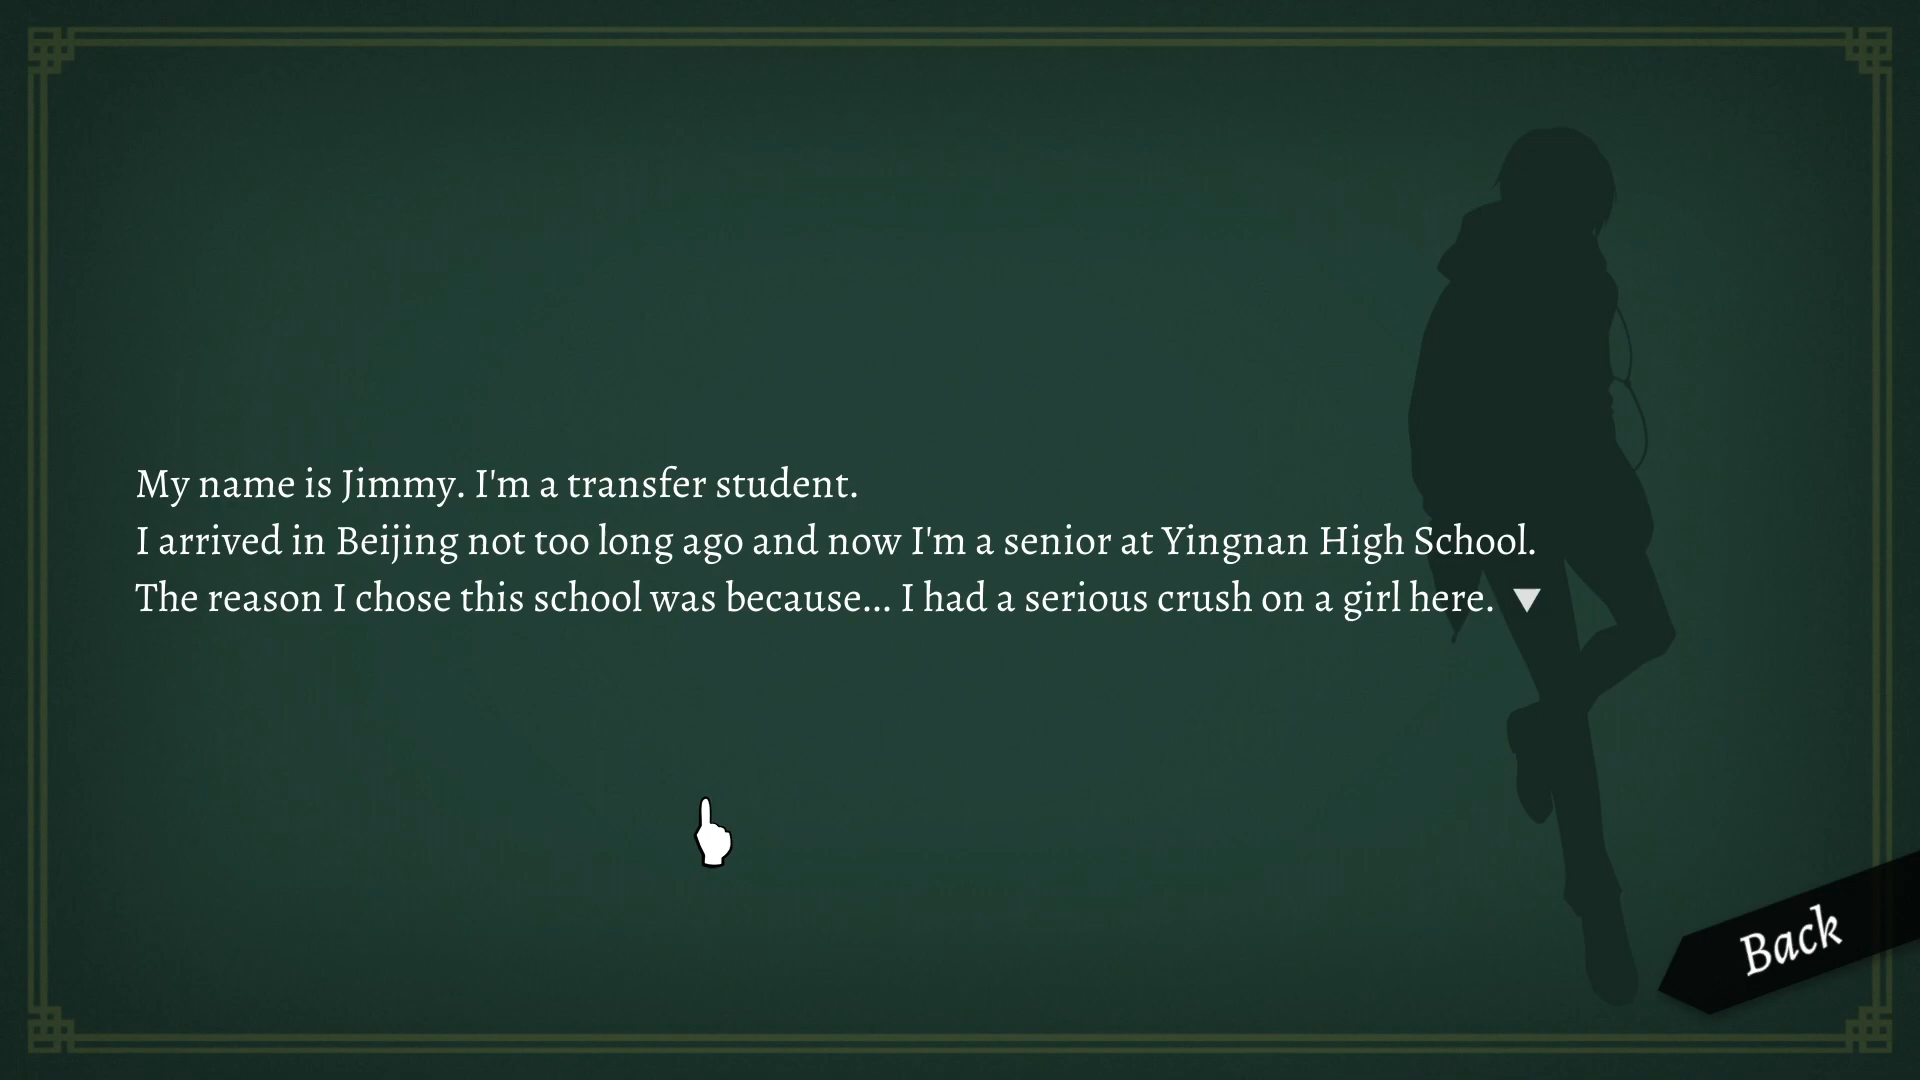 My name is Jimmy. I'm a transfer student.
I arrived in Beijing not too long ago and now I'm a senior at Yingnan High School.
The reason I chose this school was because... I had a serious crush on a girl here.
Back